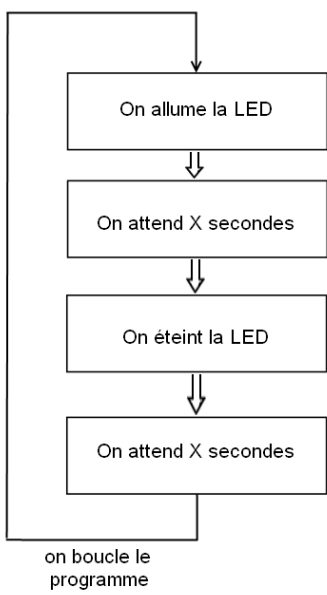 On allume la LED
On attend X secondes
On éteint la LED
On attend X secondes
on boucle le
programme